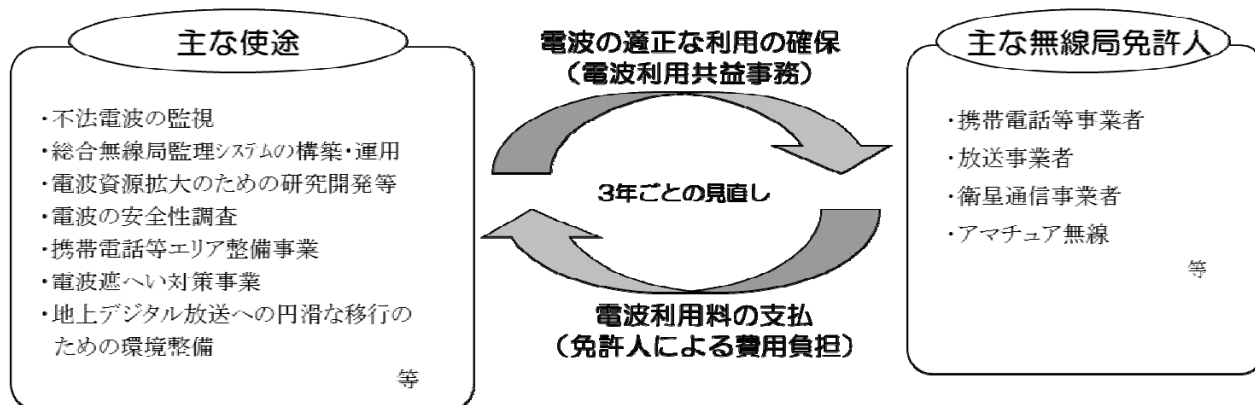 主な使途
・不法電波の監視
・総合無線局監理システムの構築・運用
・電波資源拡大のための研究開発等
・電波の安全性調査
・携帯電話等エリア整備事業
・電波遮へい対策事業
・地上デジタル放送への円滑な移行の
ための環境整備
等
電波の適正な利用の確保
（電波利用共益事務）
3年ごとの見直し
電波利用料の支払
（免許人による費用負担）
主な無線局免許人
・携帯電話等事業者
・放送事業者
・衛星通信事業者
・アマチュア無線
等